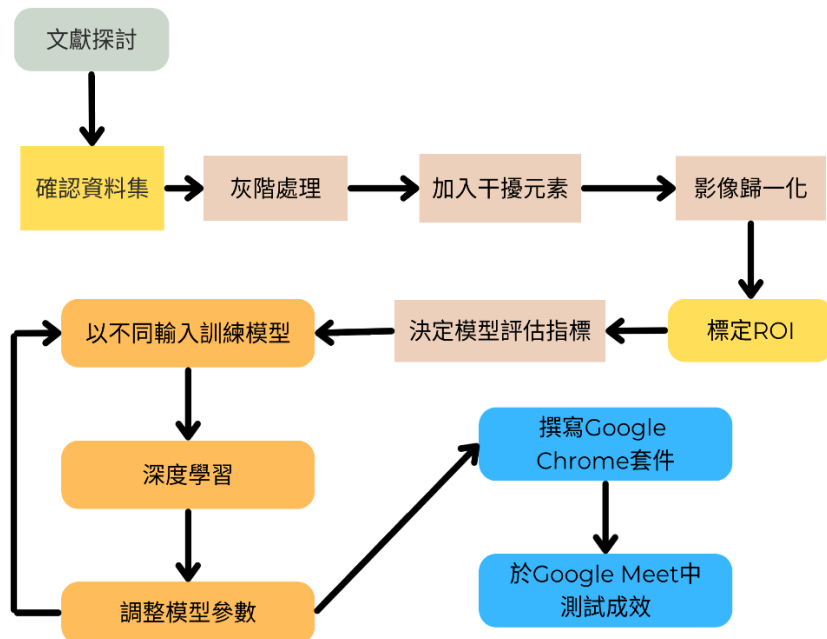 文獻探討
確認資料集
灰階處理
加入干擾元素
影像歸一化
標定ROI
決定模型評估指標
以不同輸入訓練模型
深度學習
調整模型參數
撰寫Google
Chrome套件
於Google Meet中
測試成效